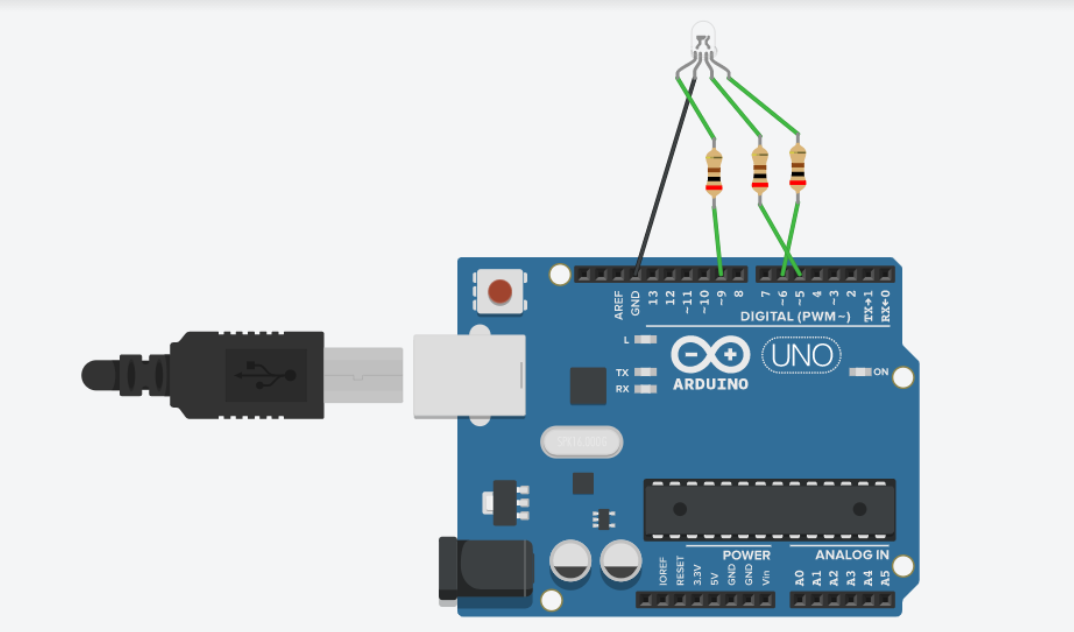 AREF
GND
13
12
~11
~10
~9
8
7
~6
~5
4
~3
2
TX→1
RX←0
DIGITAL (PWM~)
L
TX
RX
ARDUINO
UNO
ON
POWER
ANALOG IN
IOREF
RESET
3.3V
5V
GND
GND
Vin
A0
A1
A2
A3
A4
A5